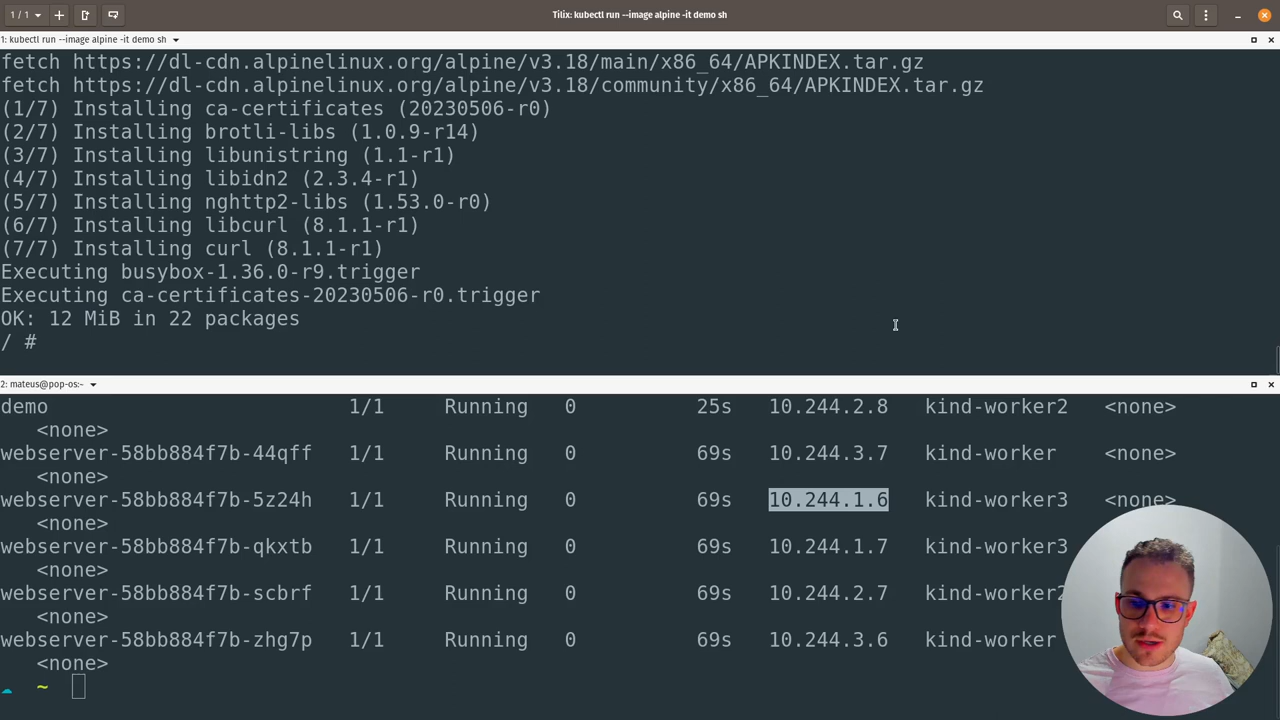 1 / 1
Tilix: kubectl run --image alpine -it demo sh
1: kubectl run --image alpine -it demo sh
fetch https://dl-cdn.alpinelinux.org/alpine/v3.18/main/x86_64/APKINDEX.tar.gz
fetch https://dl-cdn.alpinelinux.org/alpine/v3.18/community/x86_64/APKINDEX.tar.gz
(1/7) Installing ca-certificates (20230506-r0)
(2/7) Installing brotli-libs (1.0.9-r14)
(3/7) Installing libunistring (1.1-r1)
(4/7) Installing libidn2 (2.3.4-r1)
(5/7) Installing nghttp2-libs (1.53.0-r0)
(6/7) Installing libcurl (8.1.1-r1)
(7/7) Installing curl (8.1.1-r1)
Executing busybox-1.36.0-r9.trigger
Executing ca-certificates-20230506-r0.trigger
OK: 12 MiB in 22 packages
/ #
2: mateus@pop-os:~
demo 1/1 Running 0 25s 10.244.2.8 kind-worker2 <none>
<none>
webserver-58bb884f7b-44qff 1/1 Running 0 69s 10.244.3.7 kind-worker <none>
<none>
webserver-58bb884f7b-5z24h 1/1 Running 0 69s 10.244.1.6 kind-worker3 <none>
<none>
webserver-58bb884f7b-qkxtb 1/1 Running 0 69s 10.244.1.7 kind-worker3
<none>
webserver-58bb884f7b-scbrf 1/1 Running 0 69s 10.244.2.7 kind-worker2
<none>
webserver-58bb884f7b-zhg7p 1/1 Running 0 69s 10.244.3.6 kind-worker
<none>
~